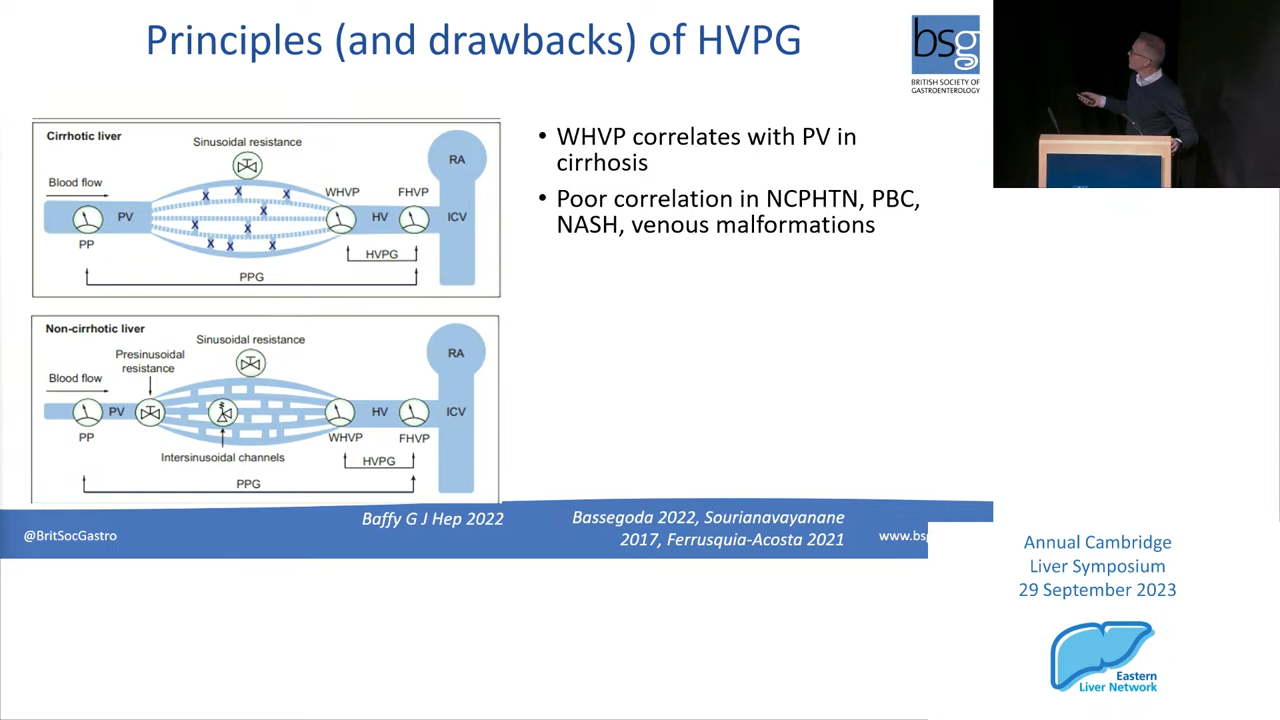 Principles (and drawbacks) of HVPG
bsg
BRITISH SOCIETY OF
GASTROENTEROLOGY
Cirrhotic liver
Sinusoidal resistance
RA
Blood flow
WHVP
FHVP
PV
HV
ICV
PP
HVPG
PPG
X
X
X
X
X
X
X
X
X
• WHVP correlates with PV in
cirrhosis
• Poor correlation in NCPHTN, PBC,
NASH, venous malformations
Non-cirrhotic liver
Sinusoidal resistance
Presinusoidal
resistance
RA
Blood flow
PV
HV
ICV
PP
WHVP
FHVP
Intersinusoidal channels
HVPG
PPG
@BritSocGastro
Baffy G J Hep 2022
Bassegoda 2022, Sourianavayanane
2017, Ferrusquia-Acosta 2021
www.bs
Annual Cambridge
Liver Symposium
29 September 2023
Eastern
Liver Network